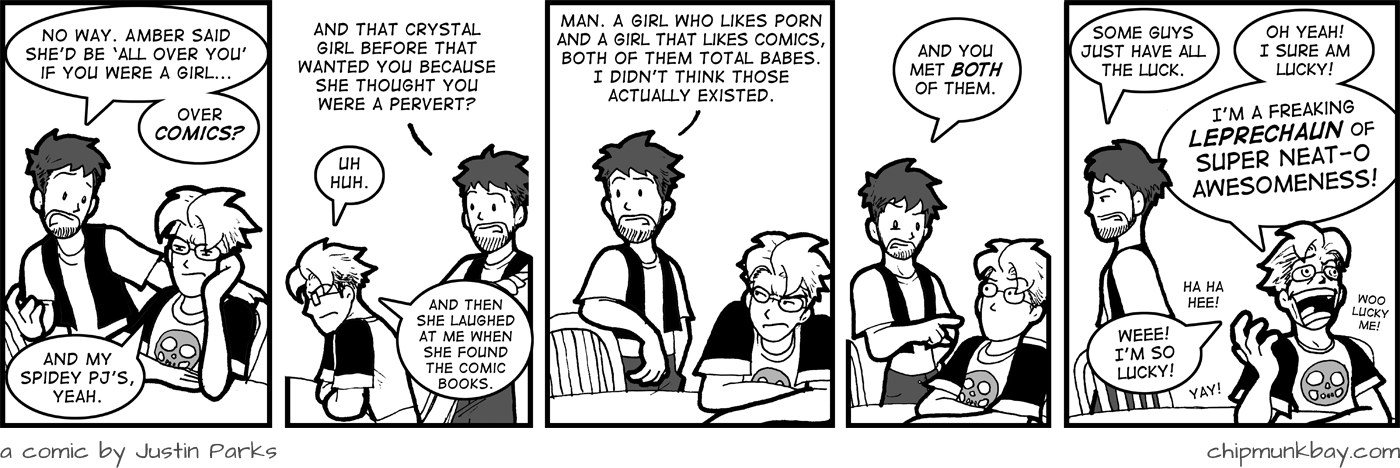 NO WAY. AMBER SAID
SHE'D BE 'ALL OVER YOU'
IF YOU WERE A GIRL...
OVER
COMICS?
AND MY
SPIDEY PJ'S,
YEAH.
AND THAT CRYSTAL
GIRL BEFORE THAT
WANTED YOU BECAUSE
SHE THOUGHT YOU
WERE A PERVERT?
UH
HUH.
AND THEN
SHE LAUGHED
AT ME WHEN
SHE FOUND
THE COMIC
BOOKS.
MAN. A GIRL WHO LIKES PORN
AND A GIRL THAT LIKES COMICS,
BOTH OF THEM TOTAL BABES.
I DIDN'T THINK THOSE
ACTUALLY EXISTED.
AND YOU
MET BOTH
OF THEM.
SOME GUYS
JUST HAVE ALL
THE LUCK.
OH YEAH!
I SURE AM
LUCKY!
I'M A FREAKING
LEPRECHAUN OF
SUPER NEAT-O
AWESOMENESS!
HA HA
HEE!
WOO
LUCKY
ME!
WEEE!
I'M SO
LUCKY!
YAY!
a comic by Justin Parks
chipmunkbay.com